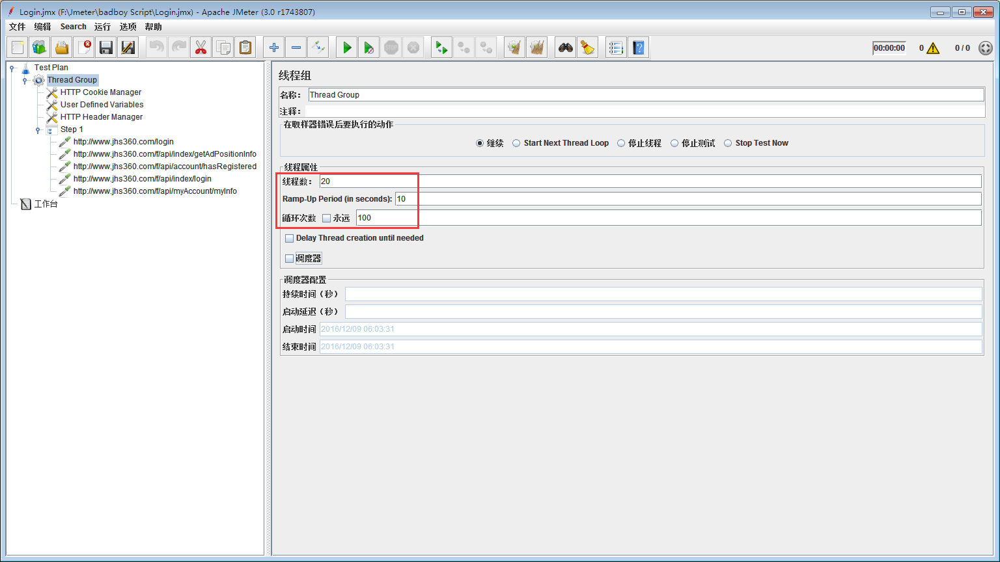 Login.jmx (F:\Jmeter\badboy Script\Login.jmx) - Apache JMeter (3.0 r1743807)
文件 编辑 Search 运行 选项 帮助
STOP 00:00:00 0 0 / 0
Test Plan
Thread Group
HTTP Cookie Manager
User Defined Variables
HTTP Header Manager
Step 1
http://www.jhs360.com/login
http://www.jhs360.com/f/api/index/getAdPositionInfo
http://www.jhs360.com/f/api/account/hasRegistered
http://www.jhs360.com/f/api/index/login
http://www.jhs360.com/f/api/myAccount/myInfo
工作台
线程组
名称： Thread Group
注释：
在取样器错误后要执行的动作
继续 Start Next Thread Loop 停止线程 停止测试 Stop Test Now
线程属性
线程数： 20
Ramp-Up Period (in seconds): 10
循环次数 永远 100
Delay Thread creation until needed
调度器
调度器配置
持续时间（秒）
启动延迟（秒）
启动时间 2016/12/09 06:03:31
结束时间 2016/12/09 06:03:31